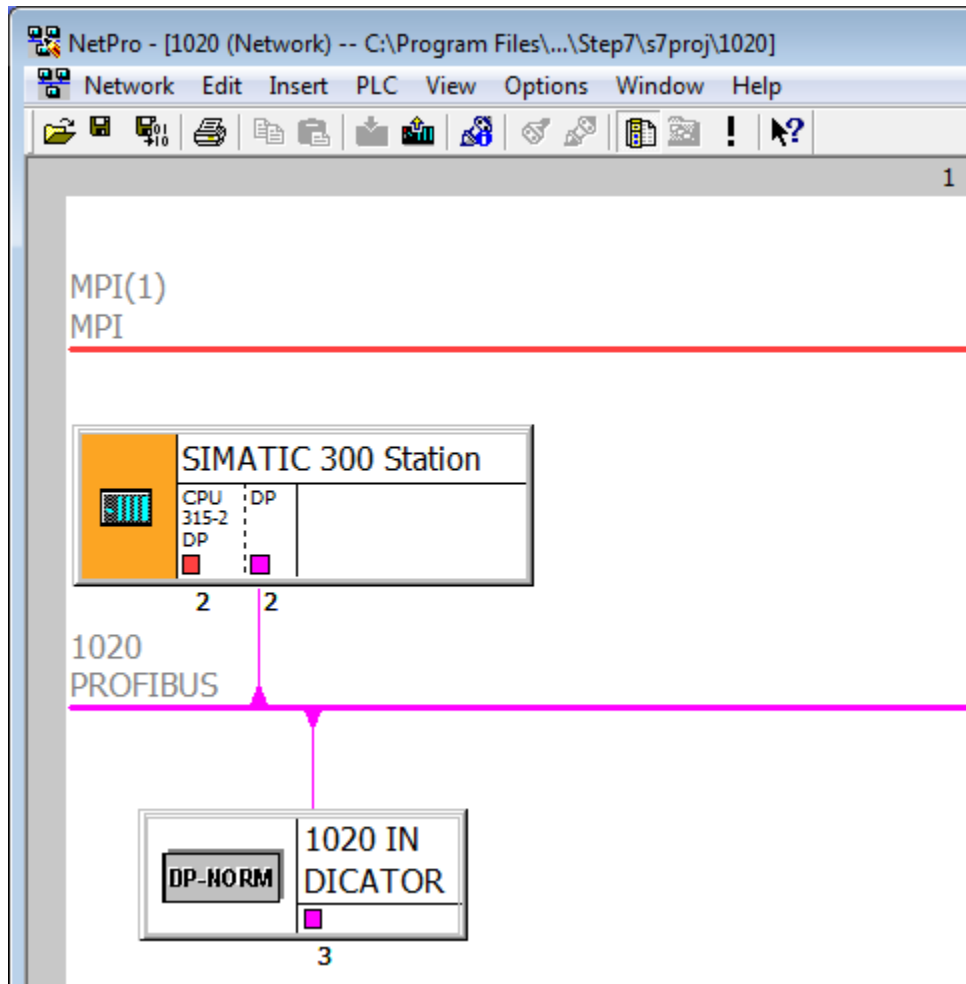 NetPro - [1020 (Network) -- C:\Program Files\...\Step7\s7proj\1020]
Network Edit Insert PLC View Options Window Help
1
MPI(1)
MPI
SIMATIC 300 Station
CPU
315-2
DP
DP
2
2
1020
PROFIBUS
DP-NORM
1020 IN
DICATOR
3